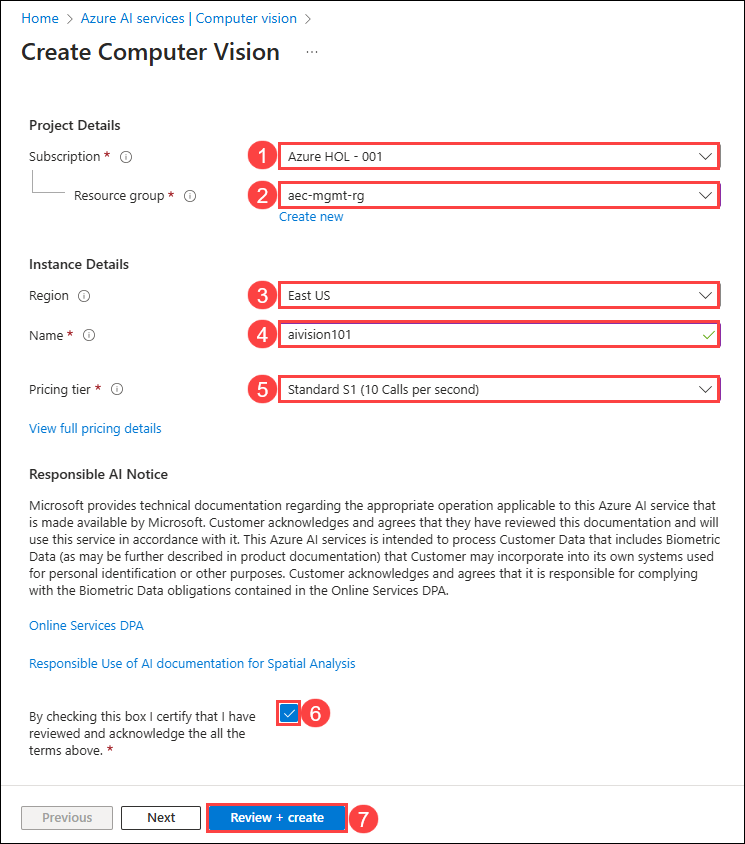 Home > Azure AI services | Computer vision >
Create Computer Vision ...
Project Details
Subscription * 1 Azure HOL - 001
Resource group * 2 aec-mgmt-rg
Create new
Instance Details
Region 3 East US
Name * 4 aivision101
Pricing tier * 5 Standard S1 (10 Calls per second)
View full pricing details
Responsible AI Notice
Microsoft provides technical documentation regarding the appropriate operation applicable to this Azure AI service that
is made available by Microsoft. Customer acknowledges and agrees that they have reviewed this documentation and will
use this service in accordance with it. This Azure AI services is intended to process Customer Data that includes Biometric
Data (as may be further described in product documentation) that Customer may incorporate into its own systems used
for personal identification or other purposes. Customer acknowledges and agrees that it is responsible for complying
with the Biometric Data obligations contained in the Online Services DPA.
Online Services DPA
Responsible Use of AI documentation for Spatial Analysis
By checking this box I certify that I have 6
reviewed and acknowledge the all the
terms above. *
Previous Next Review + create 7